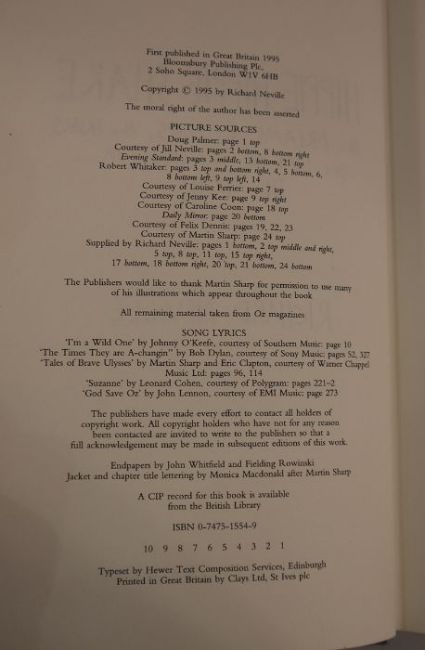 First published in Great Britain 1995
Bloomsbury Publishing Plc,
2 Soho Square, London W1V 6HB
Copyright © 1995 by Richard Neville
The moral right of the author has been asserted
PICTURE SOURCES
Doug Palmer: page 1 top
Courtesy of Jill Neville: pages 2 bottom, 8 bottom right
Evening Standard: pages 3 middle, 13 bottom, 21 top
Robert Whitaker: pages 3 top and bottom right, 4, 5 bottom, 6,
8 bottom left, 9 top left, 14
Courtesy of Louise Ferrier: page 7 top
Courtesy of Jenny Kee: page 9 top right
Courtesy of Caroline Coon: page 18 top
Daily Mirror: page 20 bottom
Courtesy of Felix Dennis: pages 19, 22, 23
Courtesy of Martin Sharp: page 24 top
Supplied by Richard Neville: pages 1 bottom, 2 top middle and right,
5 top, 8 top, 11 top, 15 top right,
17 bottom, 18 bottom right, 20 top, 21 bottom, 24 bottom
The Publishers would like to thank Martin Sharp for permission to use many
of his illustrations which appear throughout the book
All remaining material taken from Oz magazines
SONG LYRICS
'I'm a Wild One' by Johnny O'Keefe, courtesy of Southern Music: page 10
'The Times They are A-changin'' by Bob Dylan, courtesy of Sony Music: pages 52, 327
'Tales of Brave Ulysses' by Martin Sharp and Eric Clapton, courtesy of Warner Chappel
Music Ltd: pages 96, 114
'Suzanne' by Leonard Cohen, courtesy of Polygram: pages 221–2
'God Save Oz' by John Lennon, courtesy of EMI Music: page 273
The publishers have made every effort to contact all holders of
copyright work. All copyright holders who have not for any reason
been contacted are invited to write to the publishers so that a
full acknowledgement may be made in subsequent editions of this work.
Endpapers by John Whitfield and Fielding Rowinski
Jacket and chapter title lettering by Monica Macdonald after Martin Sharp
A CIP record for this book is available
from the British Library
ISBN 0-7475-1554-9
10 9 8 7 6 5 4 3 2 1
Typeset by Hewer Text Composition Services, Edinburgh
Printed in Great Britain by Clays Ltd, St Ives plc